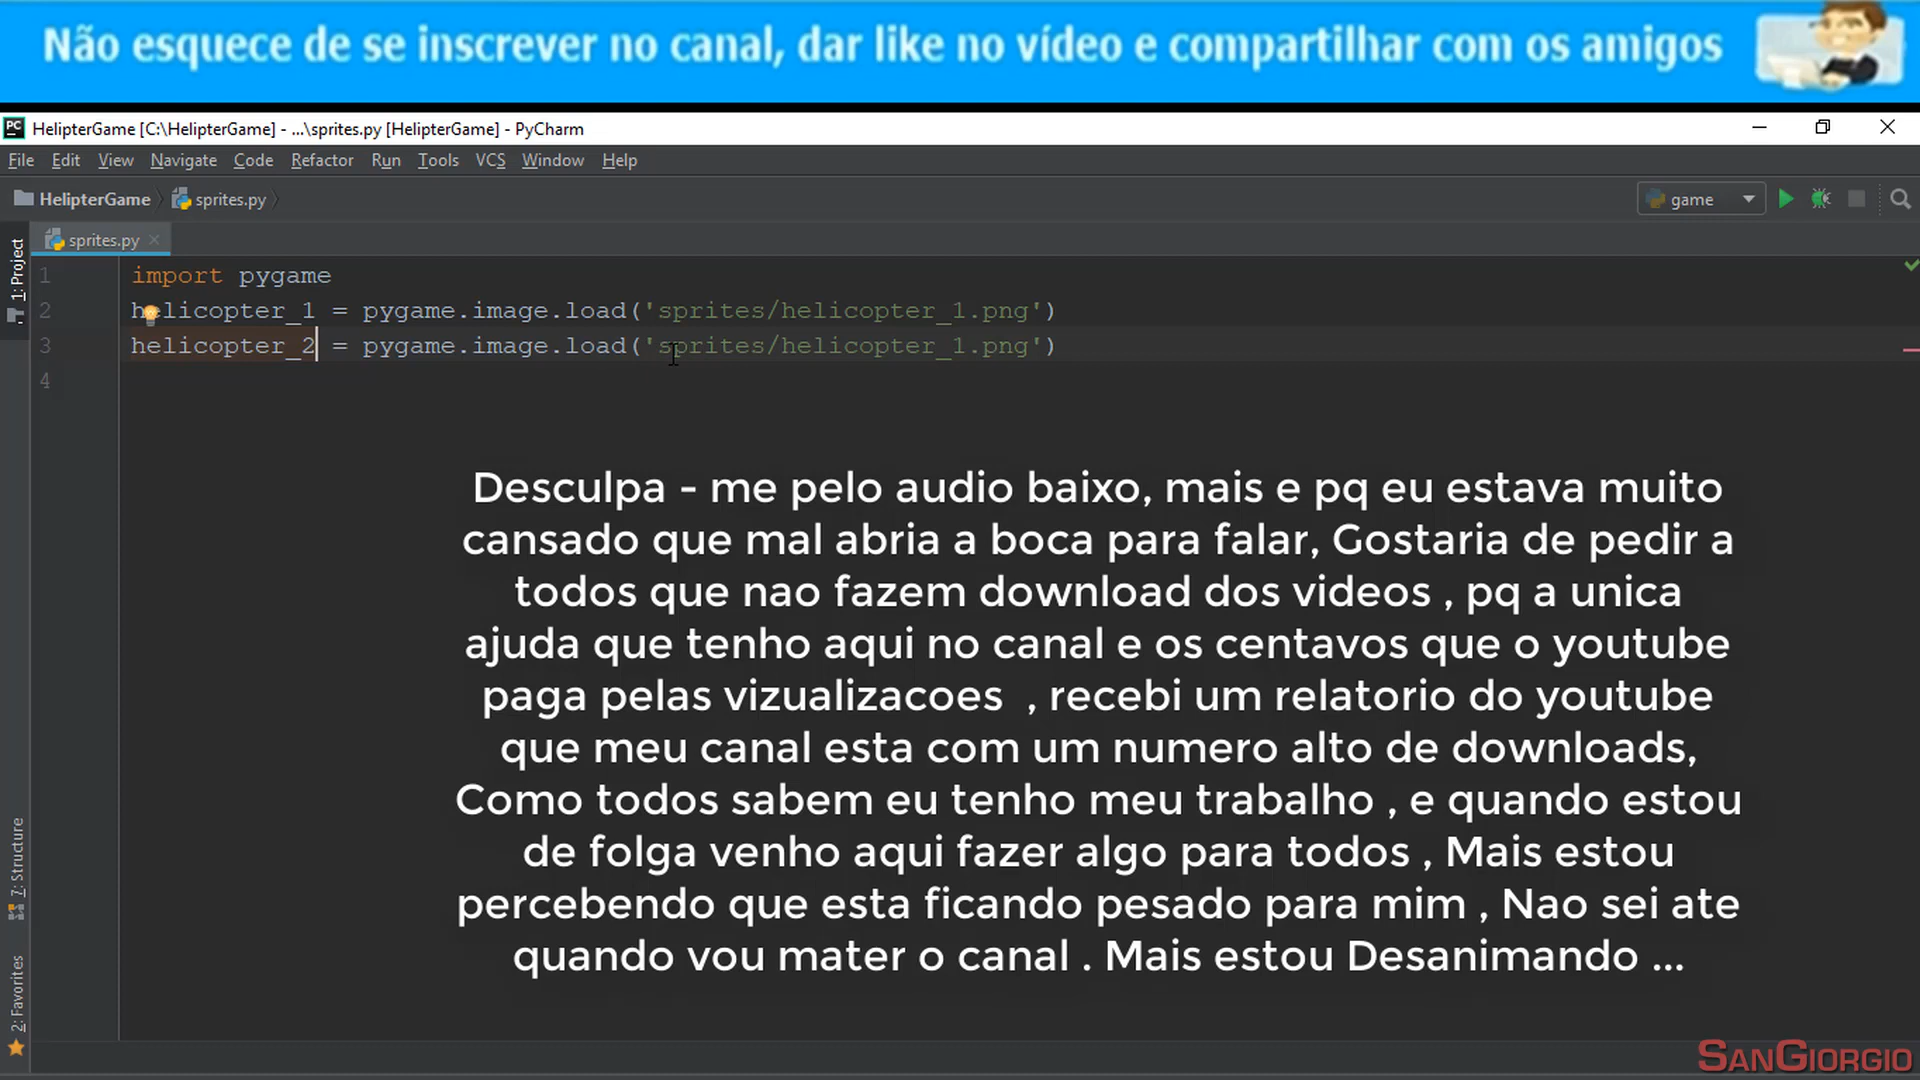 Não esquece de se inscrever no canal, dar like no vídeo e compartilhar com os amigos
PC HelipterGame [C:\HelipterGame] - ...\sprites.py [HelipterGame] - PyCharm
File Edit View Navigate Code Refactor Run Tools VCS Window Help
HelipterGame sprites.py game
sprites.py
1: Project
1 import pygame
2 helicopter_1 = pygame.image.load('sprites/helicopter_1.png')
3 helicopter_2 = pygame.image.load('sprites/helicopter_1.png')
4
Desculpa - me pelo audio baixo, mais e pq eu estava muito
cansado que mal abria a boca para falar, Gostaria de pedir a
todos que nao fazem download dos videos , pq a unica
ajuda que tenho aqui no canal e os centavos que o youtube
paga pelas vizualizacoes , recebi um relatorio do youtube
que meu canal esta com um numero alto de downloads,
Como todos sabem eu tenho meu trabalho , e quando estou
de folga venho aqui fazer algo para todos , Mais estou
percebendo que esta ficando pesado para mim , Nao sei ate
quando vou mater o canal . Mais estou Desanimando ...
7: Structure
2: Favorites
SANGIORGIO